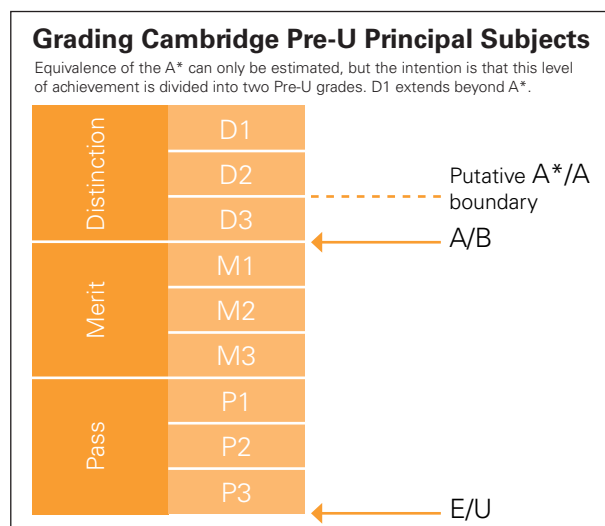 Grading Cambridge Pre-U Principal Subjects
Equivalence of the A* can only be estimated, but the intention is that this level
of achievement is divided into two Pre-U grades. D1 extends beyond A*.
Distinction
D1
D2
D3
Putative A*/A
boundary
A/B
Merit
M1
M2
M3
Pass
P1
P2
P3
E/U